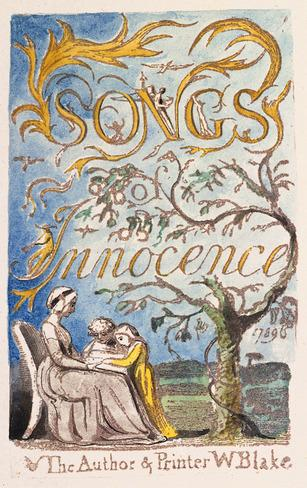 SONGS
of
Innocence
1789
The Author & Printer W Blake